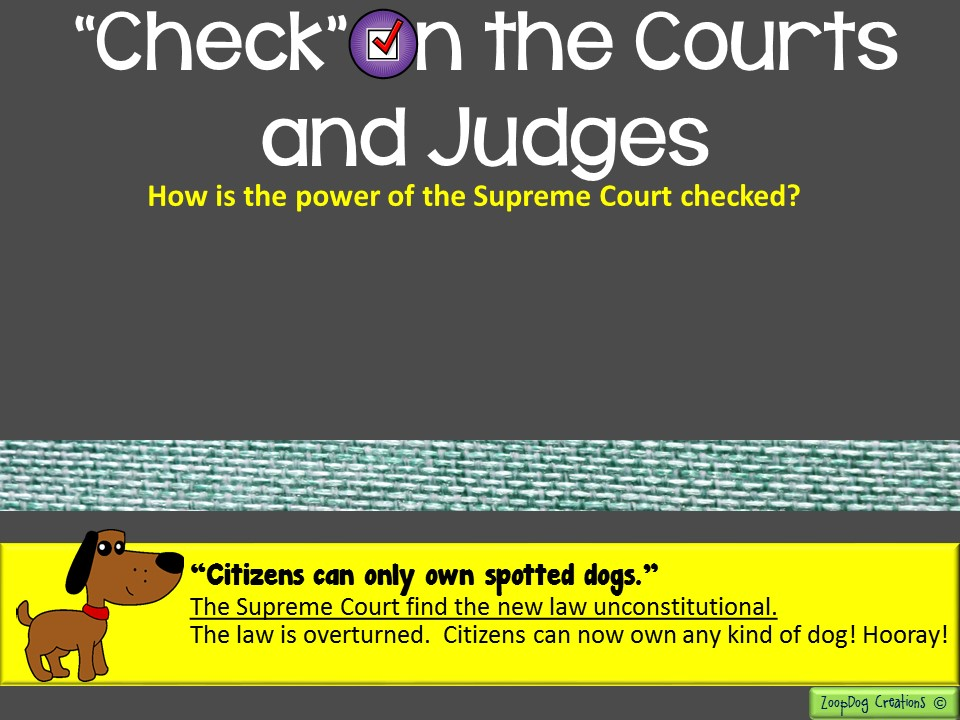 "Check" On the Courts
and Judges
How is the power of the Supreme Court checked?
"Citizens can only own spotted dogs."
The Supreme Court find the new law unconstitutional.
The law is overturned.  Citizens can now own any kind of dog! Hooray!
ZoopDog Creations ©